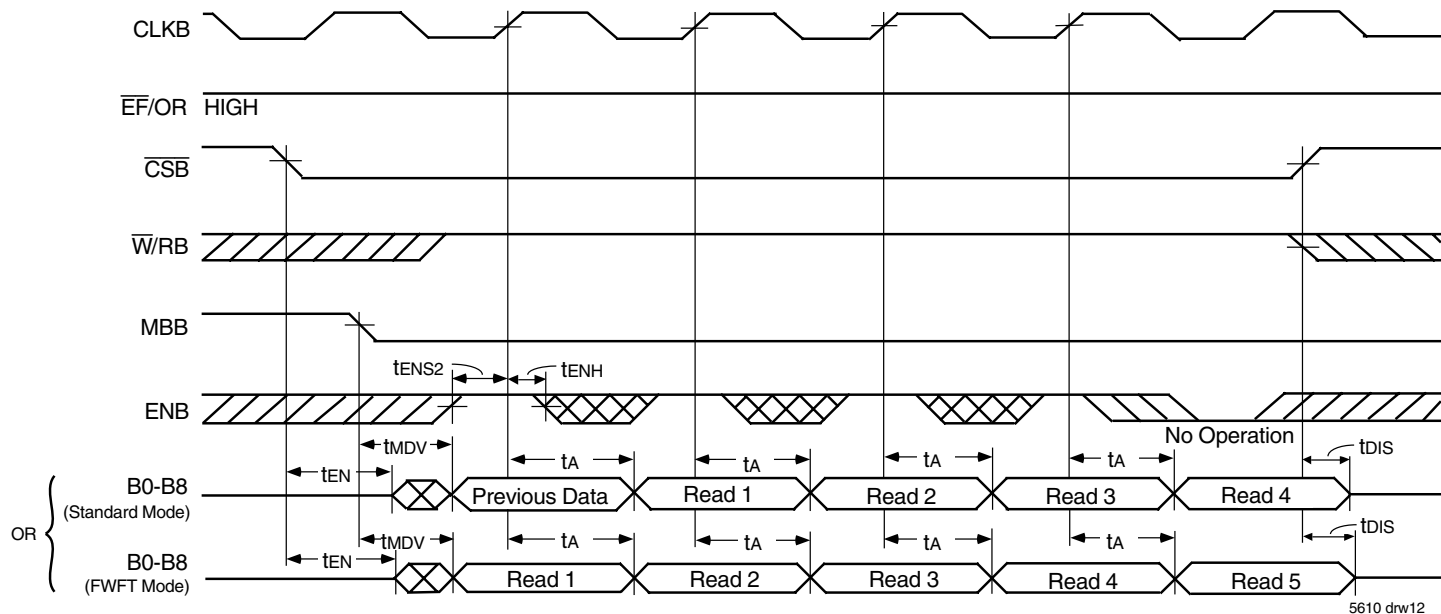 CLKB
EF/OR HIGH
CSB
W/RB
MBB
tENS2 tENH
ENB
No Operation
tMDV
tEN tA tA tA tA tDIS
B0-B8
(Standard Mode)
Previous Data Read 1 Read 2 Read 3 Read 4
OR
tMDV tDIS
tEN tA tA tA tA
B0-B8
(FWFT Mode)
Read 1 Read 2 Read 3 Read 4 Read 5
5610 drw12